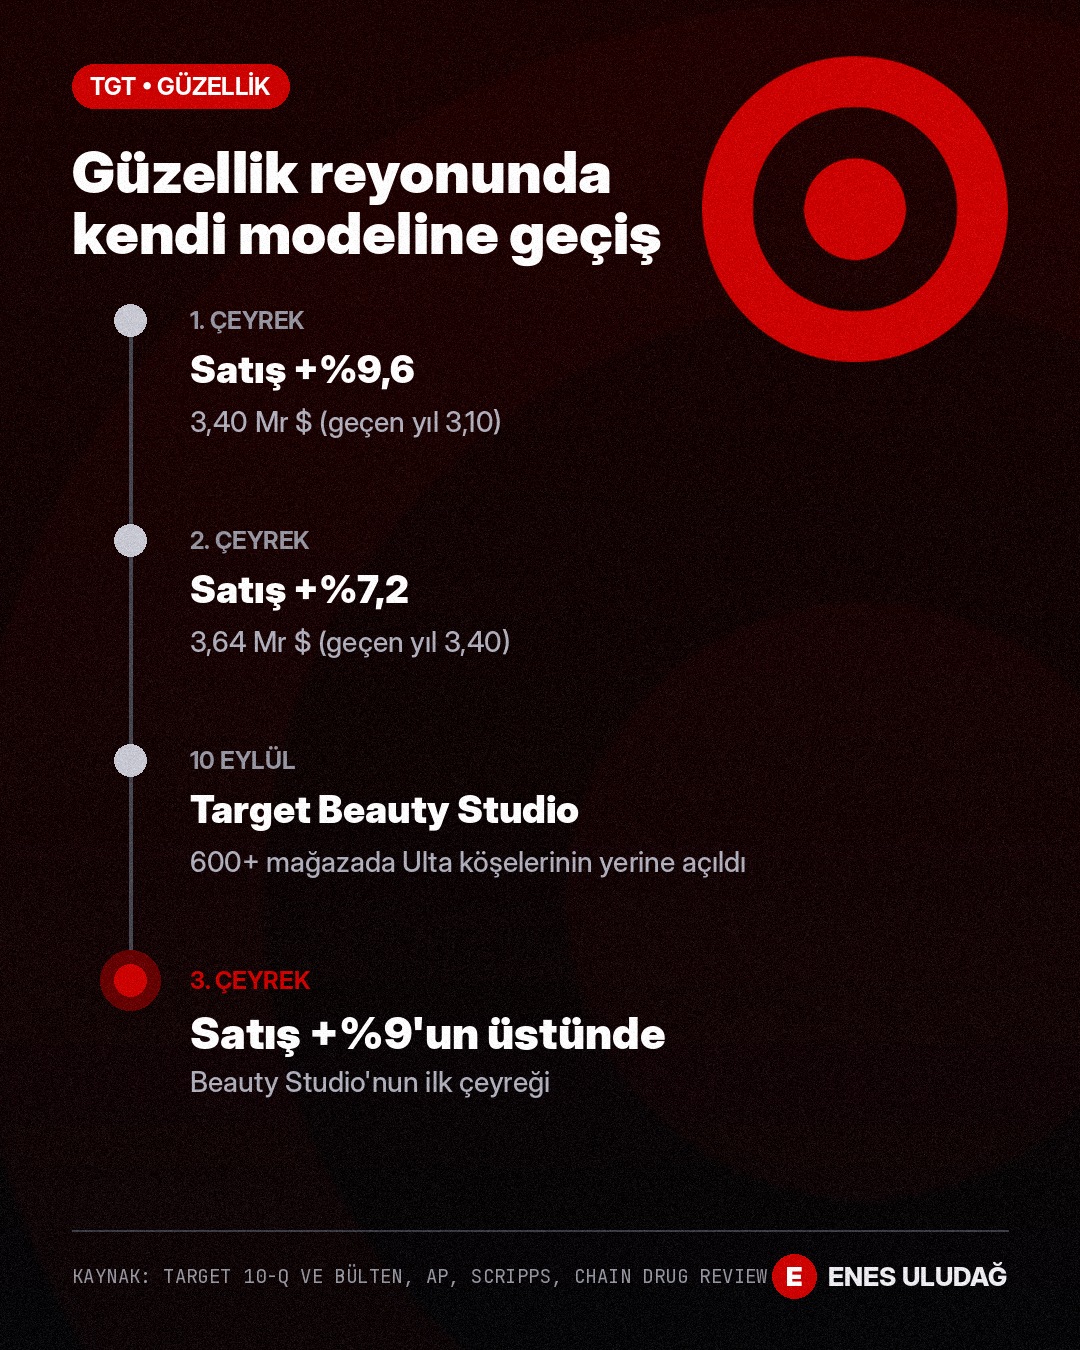 TGT • GÜZELLİK
Güzellik reyonunda
kendi modeline geçiş
1. ÇEYREK
Satış +%9,6
3,40 Mr $ (geçen yıl 3,10)
2. ÇEYREK
Satış +%7,2
3,64 Mr $ (geçen yıl 3,40)
10 EYLÜL
Target Beauty Studio
600+ mağazada Ulta köşelerinin yerine açıldı
3. ÇEYREK
Satış +%9'un üstünde
Beauty Studio'nun ilk çeyreği
KAYNAK: TARGET 10-Q VE BÜLTEN, AP, SCRIPPS, CHAIN DRUG REVIEW
E ENES ULUDAĞ